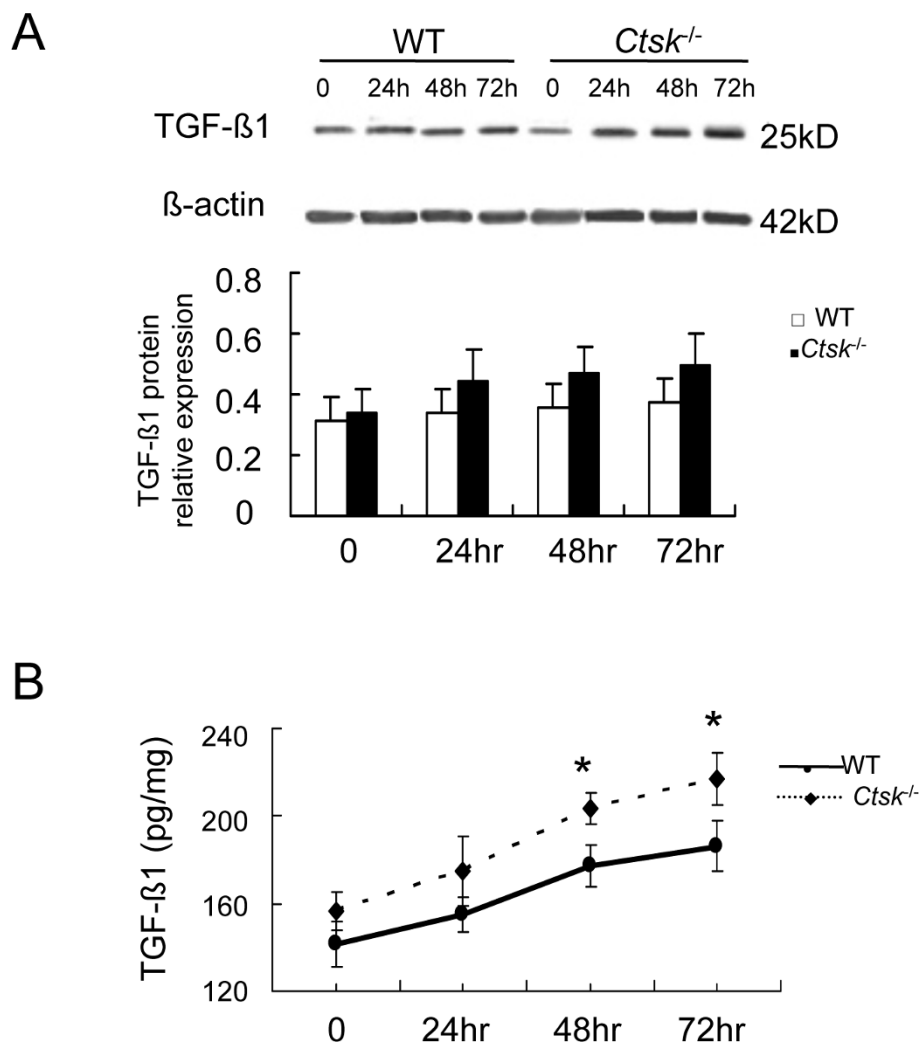 A
WT Ctsk-/-
0 24h 48h 72h 0 24h 48h 72h
TGF-ß1 25kD
ß-actin 42kD
TGF-ß1 protein
relative expression
0.8
0.6
0.4
0.2
0
0 24hr 48hr 72hr
WT
Ctsk-/-
B
TGF-ß1 (pg/mg)
240
200
160
120
* *
0 24hr 48hr 72hr
WT
Ctsk-/-